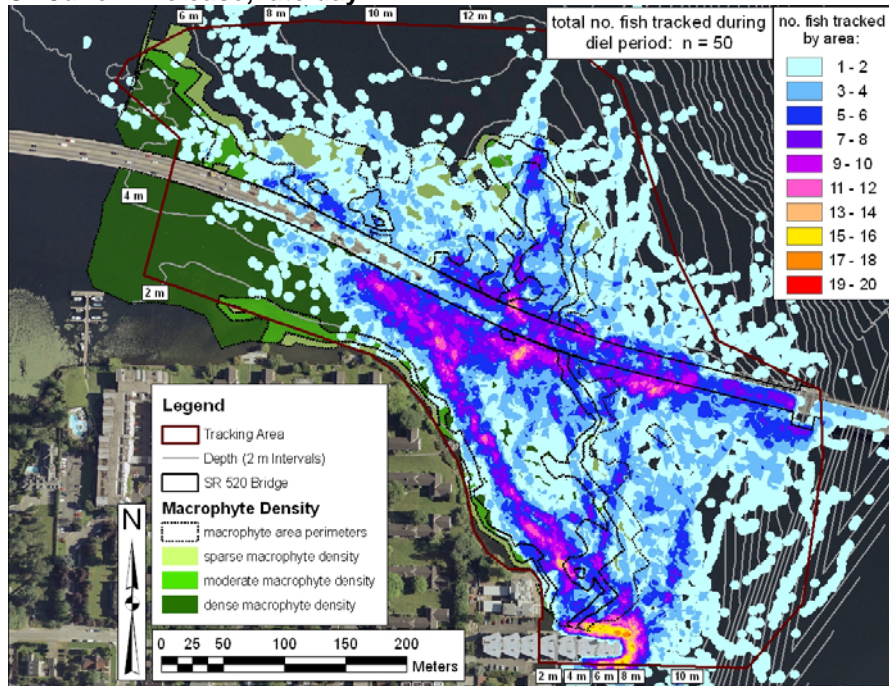 6 m
8 m
10 m
12 m
total no. fish tracked during
diel period: n = 50
no. fish tracked
by area:
1 - 2
3 - 4
5 - 6
7 - 8
9 - 10
11 - 12
13 - 14
15 - 16
17 - 18
19 - 20
4 m
2 m
Legend
Tracking Area
Depth (2 m Intervals)
SR 520 Bridge
Macrophyte Density
macrophyte area perimeters
sparse macrophyte density
moderate macrophyte density
dense macrophyte density
N
0 25 50 100 150 200
Meters
2 m
4 m
6 m
8 m
10 m